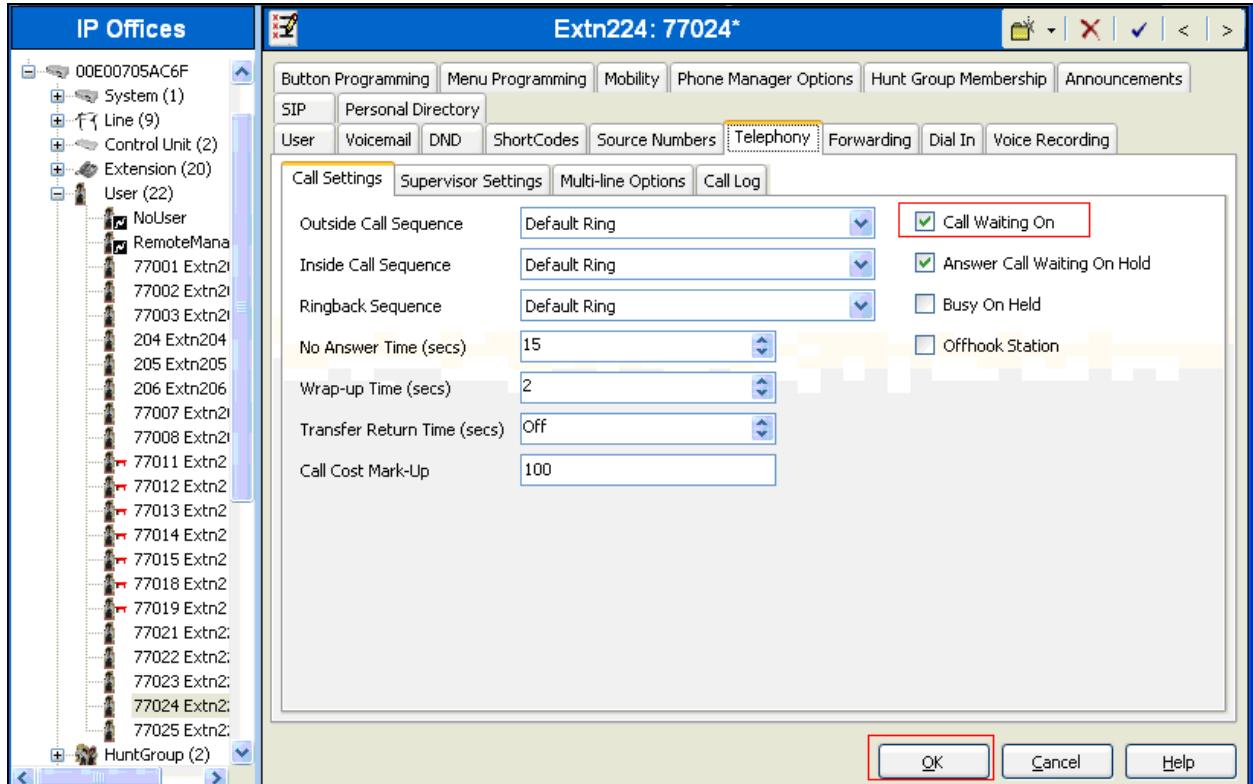 IP Offices
00E00705AC6F
System (1)
Line (9)
Control Unit (2)
Extension (20)
User (22)
NoUser
RemoteMana
77001 Extn2
77002 Extn2
77003 Extn2
204 Extn204
205 Extn205
206 Extn206
77007 Extn2
77008 Extn2
77011 Extn2
77012 Extn2
77013 Extn2
77014 Extn2
77015 Extn2
77018 Extn2
77019 Extn2
77021 Extn2
77022 Extn2
77023 Extn2
77024 Extn2
77025 Extn2
HuntGroup (2)
Extn224: 77024*
Button Programming Menu Programming Mobility Phone Manager Options Hunt Group Membership Announcements
SIP Personal Directory
User Voicemail DND ShortCodes Source Numbers Telephony Forwarding Dial In Voice Recording
Call Settings Supervisor Settings Multi-line Options Call Log
Outside Call Sequence Default Ring Call Waiting On
Inside Call Sequence Default Ring Answer Call Waiting On Hold
Ringback Sequence Default Ring Busy On Held
No Answer Time (secs) 15 Offhook Station
Wrap-up Time (secs) 2
Transfer Return Time (secs) Off
Call Cost Mark-Up 100
OK Cancel Help